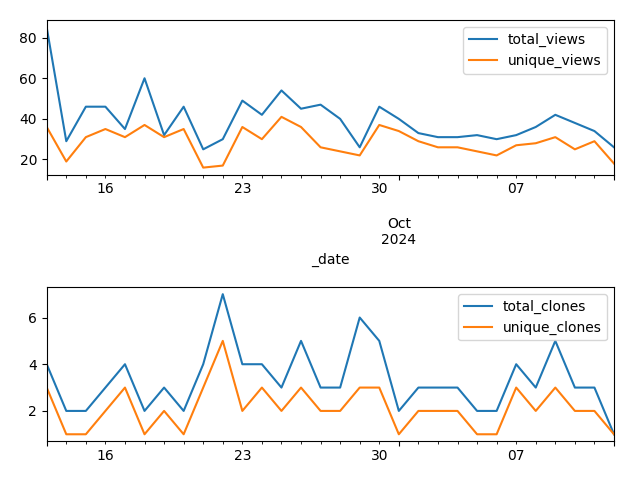 80
60
40
20
total_views
unique_views
16
23
30
07
Oct
2024
_date
6
4
2
total_clones
unique_clones
16
23
30
07